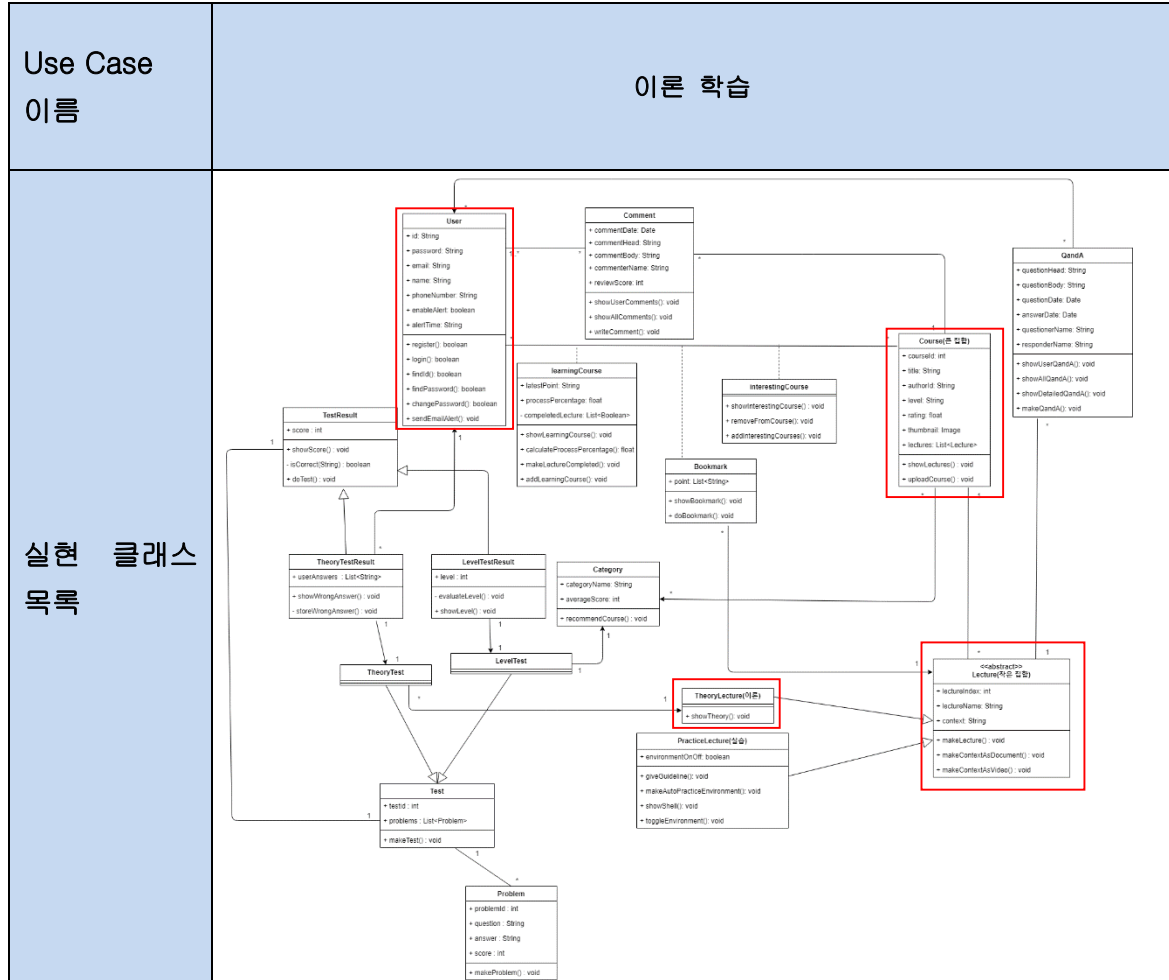 Use Case
이름
이론 학습
실현 클래스
목록
User
+ id: String
+ password: String
+ email: String
+ name: String
+ phoneNumber: String
+ enableAlert: boolean
+ alertTime: String
+ register(): boolean
+ login(): boolean
+ findId(): boolean
+ findPassword(): boolean
+ changePassword(): boolean
+ sendEmailAlert(): void
Comment
+ commentDate: Date
+ commentHead: String
+ commentBody: String
+ commenterName: String
+ reviewScore: int
+ showUserComments(): void
+ showAllComments(): void
+ writeComment(): void
QandA
+ questionHead: String
+ questionBody: String
+ questionDate: Date
+ answerDate: Date
+ questionerName: String
+ responderName: String
+ showUserQandA(): void
+ showAllQandA(): void
+ showDetailedQandA(): void
+ makeQandA(): void
Course(큰 집합)
+ courseId: int
+ title: String
+ authorId: String
+ level: String
+ rating: float
+ thumbnail: Image
+ lectures: List<Lecture>
+ showLectures(): void
+ uploadCourse(): void
learningCourse
+ latestPoint: String
+ processPercentage: float
- compeletedLecture: List<Boolean>
+ showLearningCourse(): void
+ calculateProcessPercentage(): float
+ makeLectureCompleted(): void
+ addLearningCourse(): void
interestingCourse
+ showInterestingCourse() : void
+ removeFromCourse(): void
+ addInterestingCourses(): void
Bookmark
+ point: List<String>
+ showBookmark(): void
+ doBookmark(): void
TestResult
+ score : int
+ showScore() : void
- isCorrect(String) : boolean
+ doTest() : void
TheoryTestResult
+ userAnswers : List<String>
+ showWrongAnswer() : void
- storeWrongAnswer() : void
LevelTestResult
+ level : int
- evaluateLevel() : void
+ showLevel() : void
Category
+ categoryName: String
+ averageScore: int
+ recommendCourse() : void
TheoryTest
LevelTest
TheoryLecture(이론)
+ showTheory(): void
<<abstract>>
Lecture(작은 집합)
+ lectureIndex: int
+ lectureName: String
+ context: String
+ makeLecture() : void
+ makeContextAsDocument(): void
+ makeContextAsVideo(): void
PracticeLecture(실습)
+ environmentOnOff: boolean
+ giveGuideline(): void
+ makeAutoPracticeEnvironment(): void
+ showShell(): void
+ toggleEnvironment(): void
Test
+ testId : int
+ problems : List<Problem>
+ makeTest() : void
Problem
+ problemId : int
+ question : String
+ answer : String
+ score : int
+ makeProblem() : void